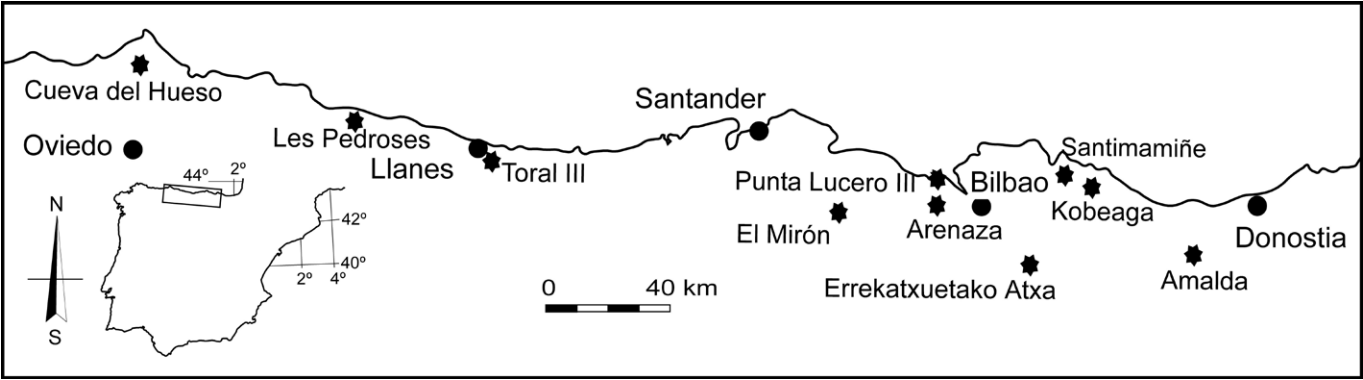 Cueva del Hueso
Oviedo
Les Pedroses
Llanes
Toral III
Santander
Punta Lucero III
El Mirón
Arenaza
Bilbao
Santimamiñe
Kobeaga
Errekatxuetako Atxa
Amalda
Donostia
44º 2º
42º
40º
2º 4º
N
S
0 40 km